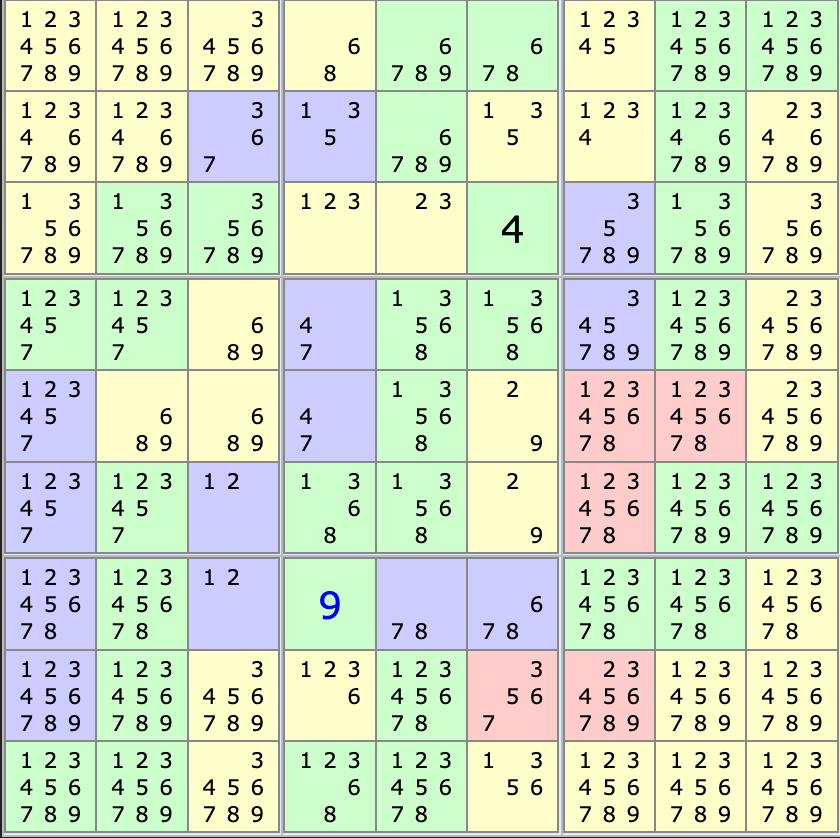 1 2 3 1 2 3 3 1 2 3 1 2 3 1 2 3
4 5 6 4 5 6 4 5 6 6 6 6 4 5 4 5 6 4 5 6
7 8 9 7 8 9 7 8 9 8 7 8 9 7 8 7 8 9 7 8 9
1 2 3 1 2 3 3 1 3 1 3 1 2 3 1 2 3 2 3
4 6 4 6 6 5 6 5 4 4 6 4 6
7 8 9 7 8 9 7 7 8 9 7 8 9 7 8 9
1 3 1 3 3 1 2 3 2 3 3 1 3 3
5 6 5 6 5 6 4 5 5 6 5 6
7 8 9 7 8 9 7 8 9 7 8 9 7 8 9 7 8 9
1 2 3 1 2 3 1 3 1 3 3 1 2 3 2 3
4 5 4 5 6 4 5 6 5 6 4 5 4 5 6 4 5 6
7 7 8 9 7 8 8 7 8 9 7 8 9 7 8 9
1 2 3 1 3 2 1 2 3 1 2 3 2 3
4 5 6 6 4 5 6 4 5 6 4 5 6 4 5 6
7 8 9 8 9 7 8 9 7 8 7 8 7 8 9
1 2 3 1 2 3 1 2 1 3 1 3 2 1 2 3 1 2 3 1 2 3
4 5 4 5 6 5 6 4 5 6 4 5 6 4 5 6
7 7 8 8 9 7 8 7 8 9 7 8 9
1 2 3 1 2 3 1 2 1 2 3 1 2 3 1 2 3
4 5 6 4 5 6 9 6 4 5 6 4 5 6 4 5 6
7 8 7 8 7 8 7 8 7 8 7 8 7 8
1 2 3 1 2 3 3 1 2 3 1 2 3 3 2 3 1 2 3 1 2 3
4 5 6 4 5 6 4 5 6 6 4 5 6 5 6 4 5 6 4 5 6 4 5 6
7 8 9 7 8 9 7 8 9 7 8 7 7 8 9 7 8 9 7 8 9
1 2 3 1 2 3 3 1 2 3 1 2 3 1 3 1 2 3 1 2 3 1 2 3
4 5 6 4 5 6 4 5 6 6 4 5 6 5 6 4 5 6 4 5 6 4 5 6
7 8 9 7 8 9 7 8 9 8 7 8 7 8 9 7 8 9 7 8 9